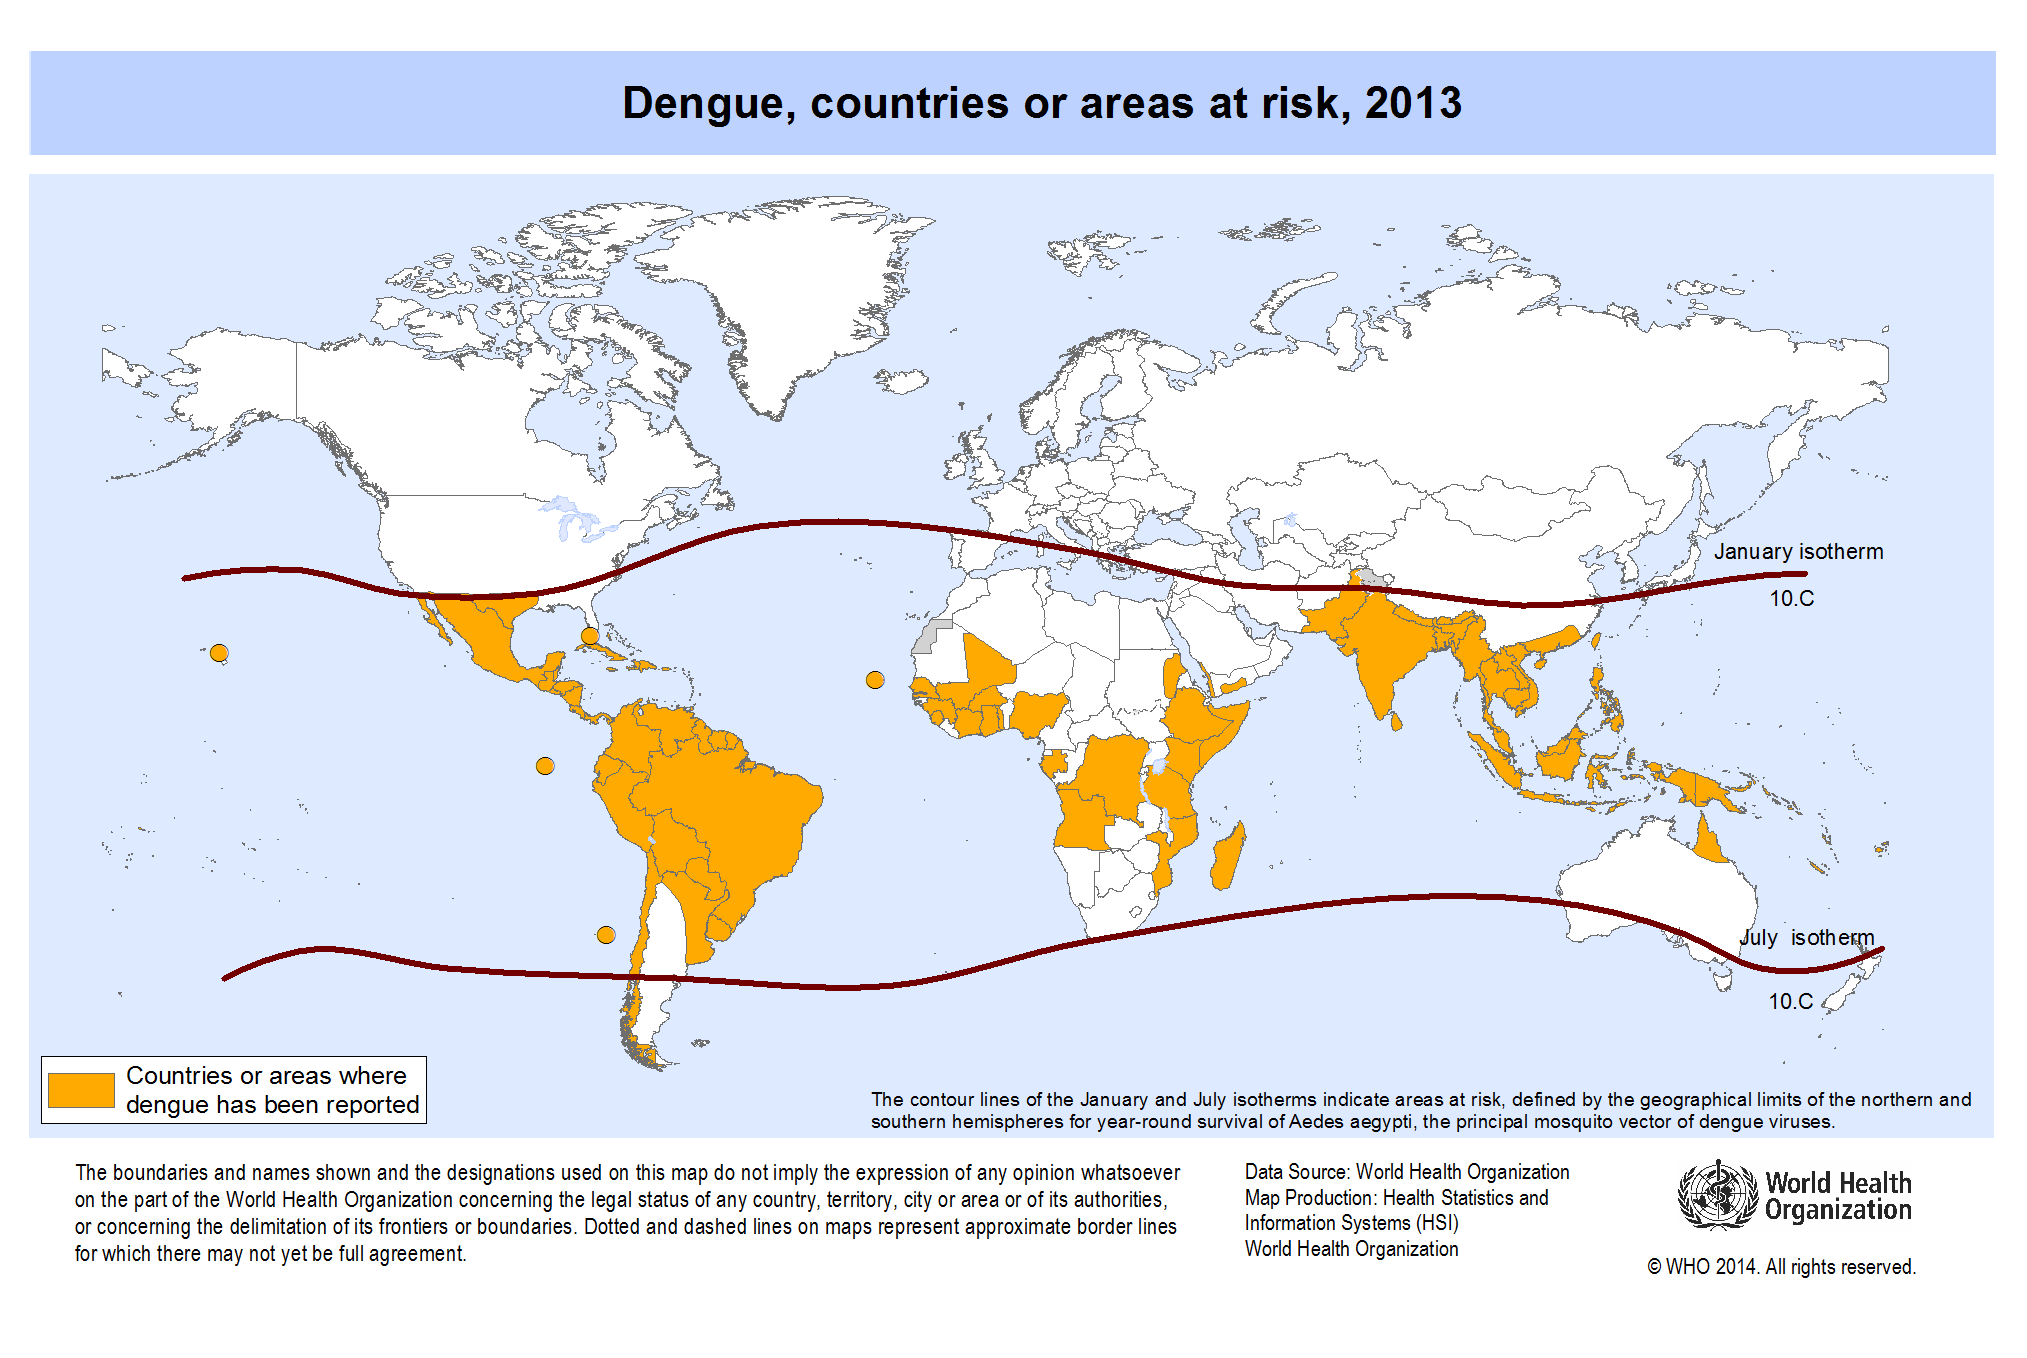 Dengue, countries or areas at risk, 2013
January isotherm
10.C
July isotherm
10.C
Countries or areas where
dengue has been reported
The contour lines of the January and July isotherms indicate areas at risk, defined by the geographical limits of the northern and
southern hemispheres for year-round survival of Aedes aegypti, the principal mosquito vector of dengue viruses.
The boundaries and names shown and the designations used on this map do not imply the expression of any opinion whatsoever
on the part of the World Health Organization concerning the legal status of any country, territory, city or area or of its authorities,
or concerning the delimitation of its frontiers or boundaries. Dotted and dashed lines on maps represent approximate border lines
for which there may not yet be full agreement.
Data Source: World Health Organization
Map Production: Health Statistics and
Information Systems (HSI)
World Health Organization
World Health
Organization
© WHO 2014. All rights reserved.